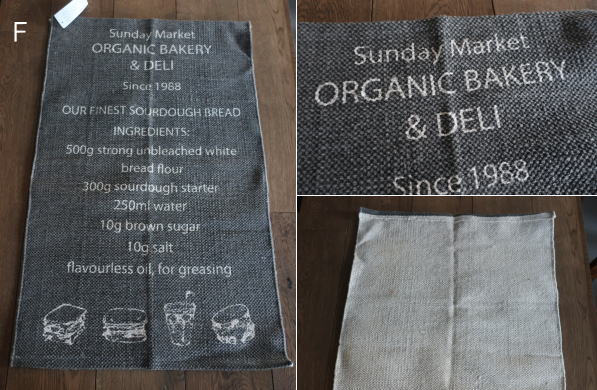 F
Sunday Market
ORGANIC BAKERY
& DELI
Since 1988
OUR FINEST SOURDOUGH BREAD
INGREDIENTS:
500g strong unbleached white
bread flour
300g sourdough starter
250ml water
10g brown sugar
10g salt
flavourless oil, for greasing
Sunday Market
ORGANIC BAKERY
& DELI
Since 1988